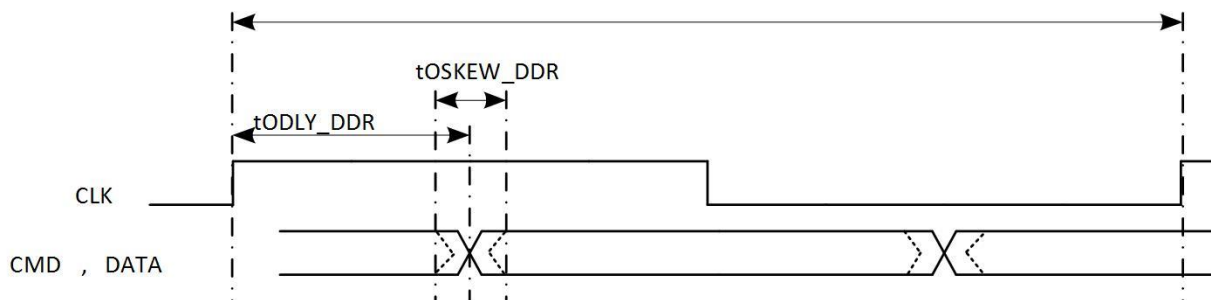 tOSKEW_DDR
tODLY_DDR
CLK
CMD , DATA